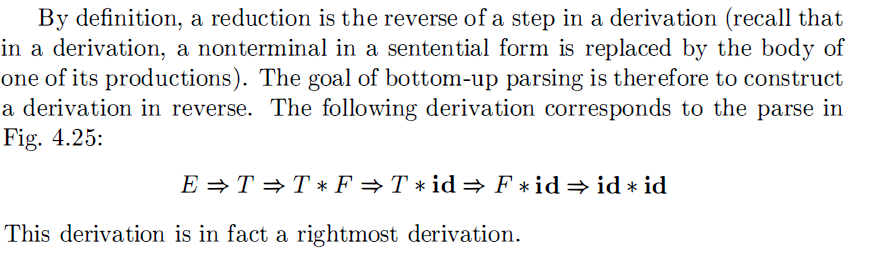 By definition, a reduction is the reverse of a step in a derivation (recall that
in a derivation, a nonterminal in a sentential form is replaced by the body of
one of its productions). The goal of bottom-up parsing is therefore to construct
a derivation in reverse. The following derivation corresponds to the parse in
Fig. 4.25:
E ⇒ T ⇒ T * F ⇒ T * id ⇒ F * id ⇒ id * id
This derivation is in fact a rightmost derivation.